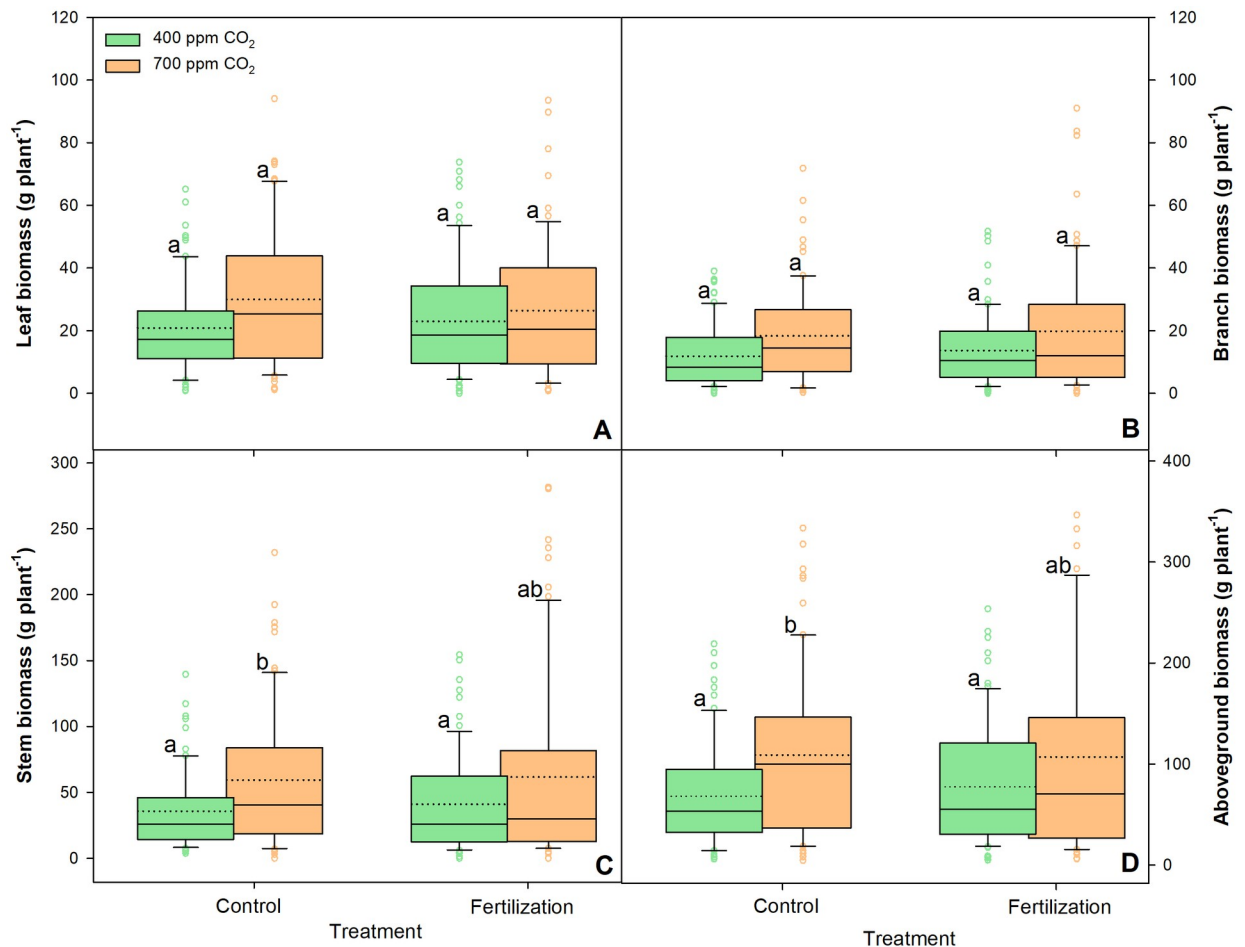 400 ppm CO₂
700 ppm CO₂
Leaf biomass (g plant⁻¹)
120
100
80
60
40
20
0
a
a
a
a
A
Branch biomass (g plant⁻¹)
120
100
80
60
40
20
0
a
a
a
a
B
Stem biomass (g plant⁻¹)
300
250
200
150
100
50
0
a
b
a
ab
C
Control
Fertilization
Treatment
Aboveground biomass (g plant⁻¹)
400
300
200
100
0
a
b
a
ab
D
Control
Fertilization
Treatment